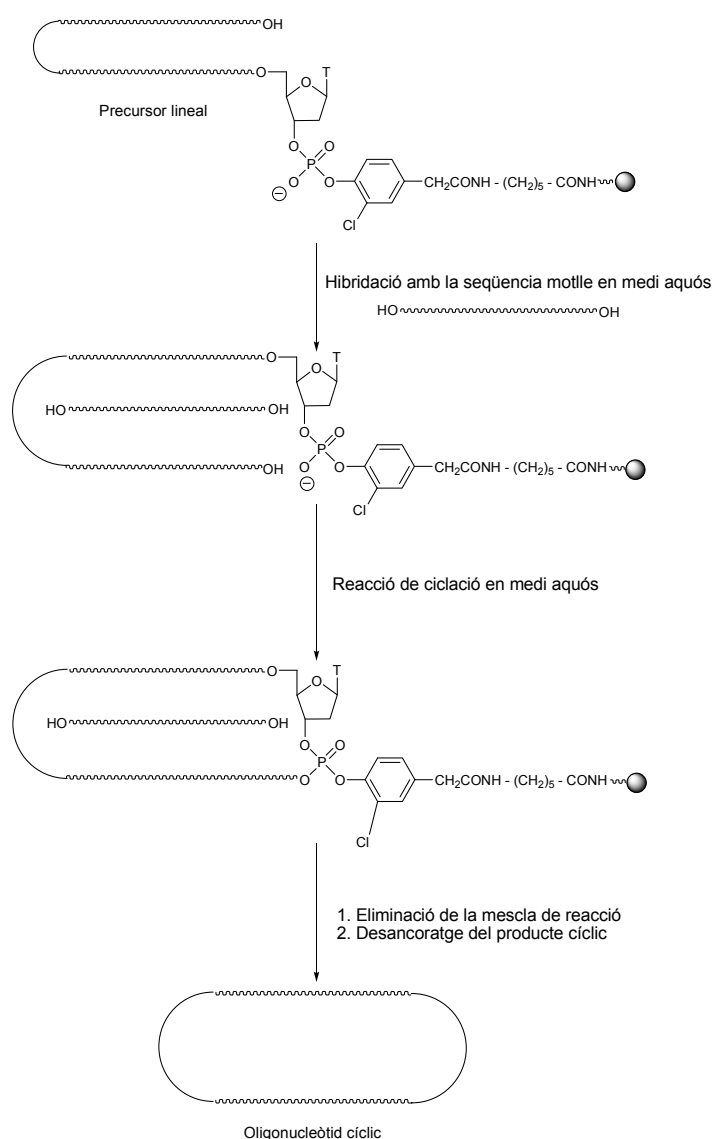 OH
O
O
T
Precursor lineal
O
O
P
O
O
⊖
Cl
CH₂CONH - (CH₂)₅ - CONH
Hibridació amb la seqüencia motlle en medi aquós
HO
OH
O
T
O
HO
OH
O
O
P
OH
O
O
⊖
Cl
CH₂CONH - (CH₂)₅ - CONH
Reacció de ciclació en medi aquós
O
T
O
HO
OH
O
O
P
O
O
Cl
CH₂CONH - (CH₂)₅ - CONH
1. Eliminació de la mescla de reacció
2. Desancoratge del producte cíclic
Oligonucleòtid cíclic